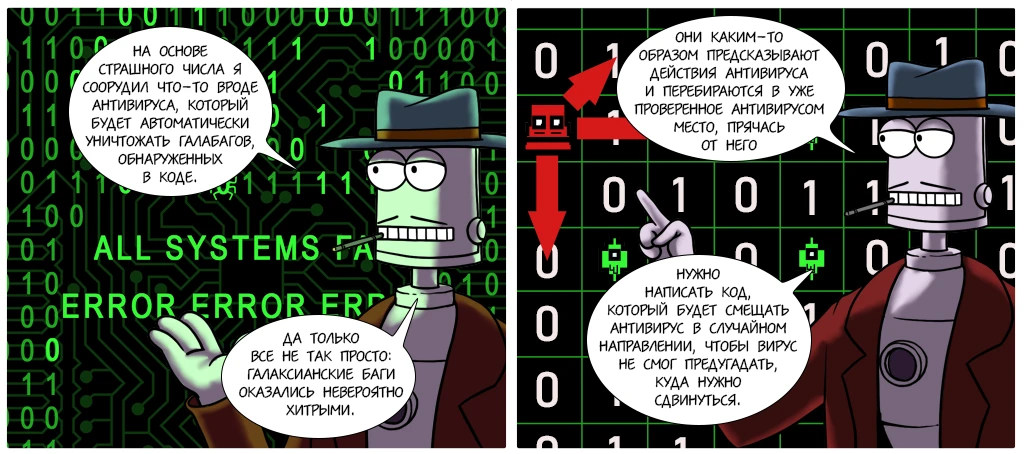 НА ОСНОВЕ
СТРАШНОГО ЧИСЛА Я
СООРУДИЛ ЧТО-ТО ВРОДЕ
АНТИВИРУСА, КОТОРЫЙ
БУДЕТ АВТОМАТИЧЕСКИ
УНИЧТОЖАТЬ ГАЛАБАГОВ,
ОБНАРУЖЕННЫХ
В КОДЕ.
ALL SYSTEMS FA
ERROR ERROR ERR
ДА ТОЛЬКО
ВСЕ НЕ ТАК ПРОСТО:
ГАЛАКСИАНСКИЕ БАГИ
ОКАЗАЛИСЬ НЕВЕРОЯТНО
ХИТРЫМИ.
ОНИ КАКИМ-ТО
ОБРАЗОМ ПРЕДСКАЗЫВАЮТ
ДЕЙСТВИЯ АНТИВИРУСА
И ПЕРЕБИРАЮТСЯ В УЖЕ
ПРОВЕРЕННОЕ АНТИВИРУСОМ
МЕСТО, ПРЯЧАСЬ
ОТ НЕГО
НУЖНО
НАПИСАТЬ КОД,
КОТОРЫЙ БУДЕТ СМЕЩАТЬ
АНТИВИРУС В СЛУЧАЙНОМ
НАПРАВЛЕНИИ, ЧТОБЫ ВИРУС
НЕ СМОГ ПРЕДУГАДАТЬ,
КУДА НУЖНО
СДВИНУТЬСЯ.